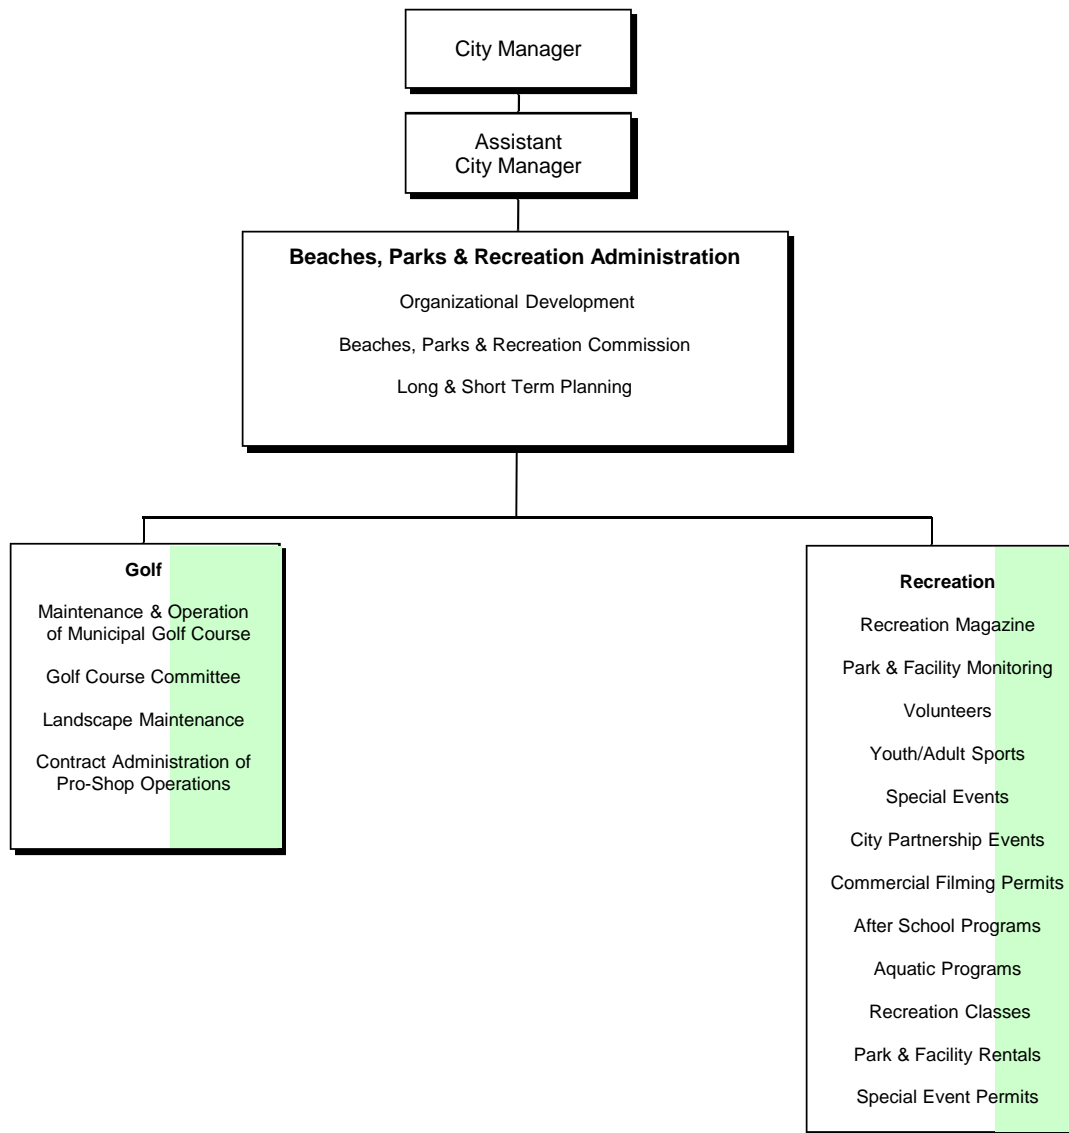 City Manager
Assistant
City Manager
Beaches, Parks & Recreation Administration
Organizational Development
Beaches, Parks & Recreation Commission
Long & Short Term Planning
Golf
Maintenance & Operation
of Municipal Golf Course
Golf Course Committee
Landscape Maintenance
Contract Administration of
Pro-Shop Operations
Recreation
Recreation Magazine
Park & Facility Monitoring
Volunteers
Youth/Adult Sports
Special Events
City Partnership Events
Commercial Filming Permits
After School Programs
Aquatic Programs
Recreation Classes
Park & Facility Rentals
Special Event Permits